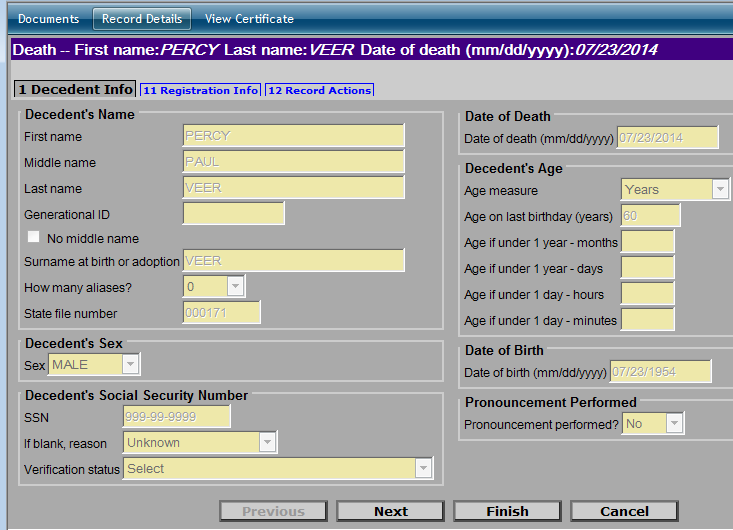 Documents Record Details View Certificate
Death -- First name:PERCY Last name:VEER Date of death (mm/dd/yyyy):07/23/2014
1 Decedent Info 11 Registration Info 12 Record Actions
Decedent's Name
First name PERCY
Middle name PAUL
Last name VEER
Generational ID
No middle name
Surname at birth or adoption VEER
How many aliases? 0
State file number 000171
Decedent's Sex
Sex MALE
Decedent's Social Security Number
SSN 999-99-9999
If blank, reason Unknown
Verification status Select
Date of Death
Date of death (mm/dd/yyyy) 07/23/2014
Decedent's Age
Age measure Years
Age on last birthday (years) 60
Age if under 1 year - months
Age if under 1 year - days
Age if under 1 day - hours
Age if under 1 day - minutes
Date of Birth
Date of birth (mm/dd/yyyy) 07/23/1954
Pronouncement Performed
Pronouncement performed? No
Previous Next Finish Cancel